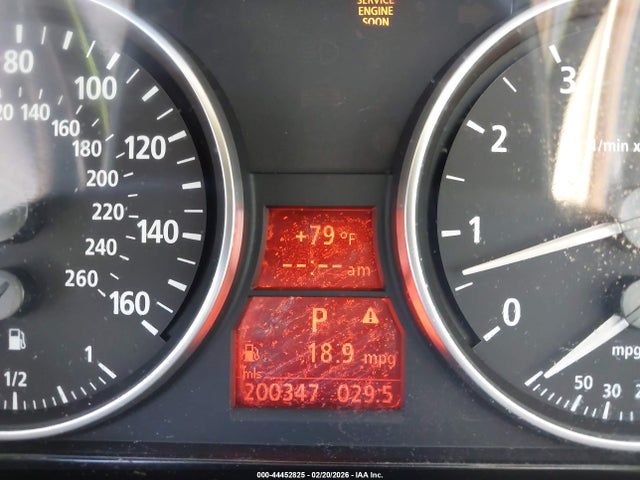 SERVICE
ENGINE
SOON
80
100
120
140
160
120 140
160
180
200
220
240
260
1/2
1
+79 °F
--:-- am
P
18.9 mpg
mls
200347 029.5
3
2
1
0
1/min x
mpg
50 30
000-44452825 - 02/20/2026 - IAA Inc.